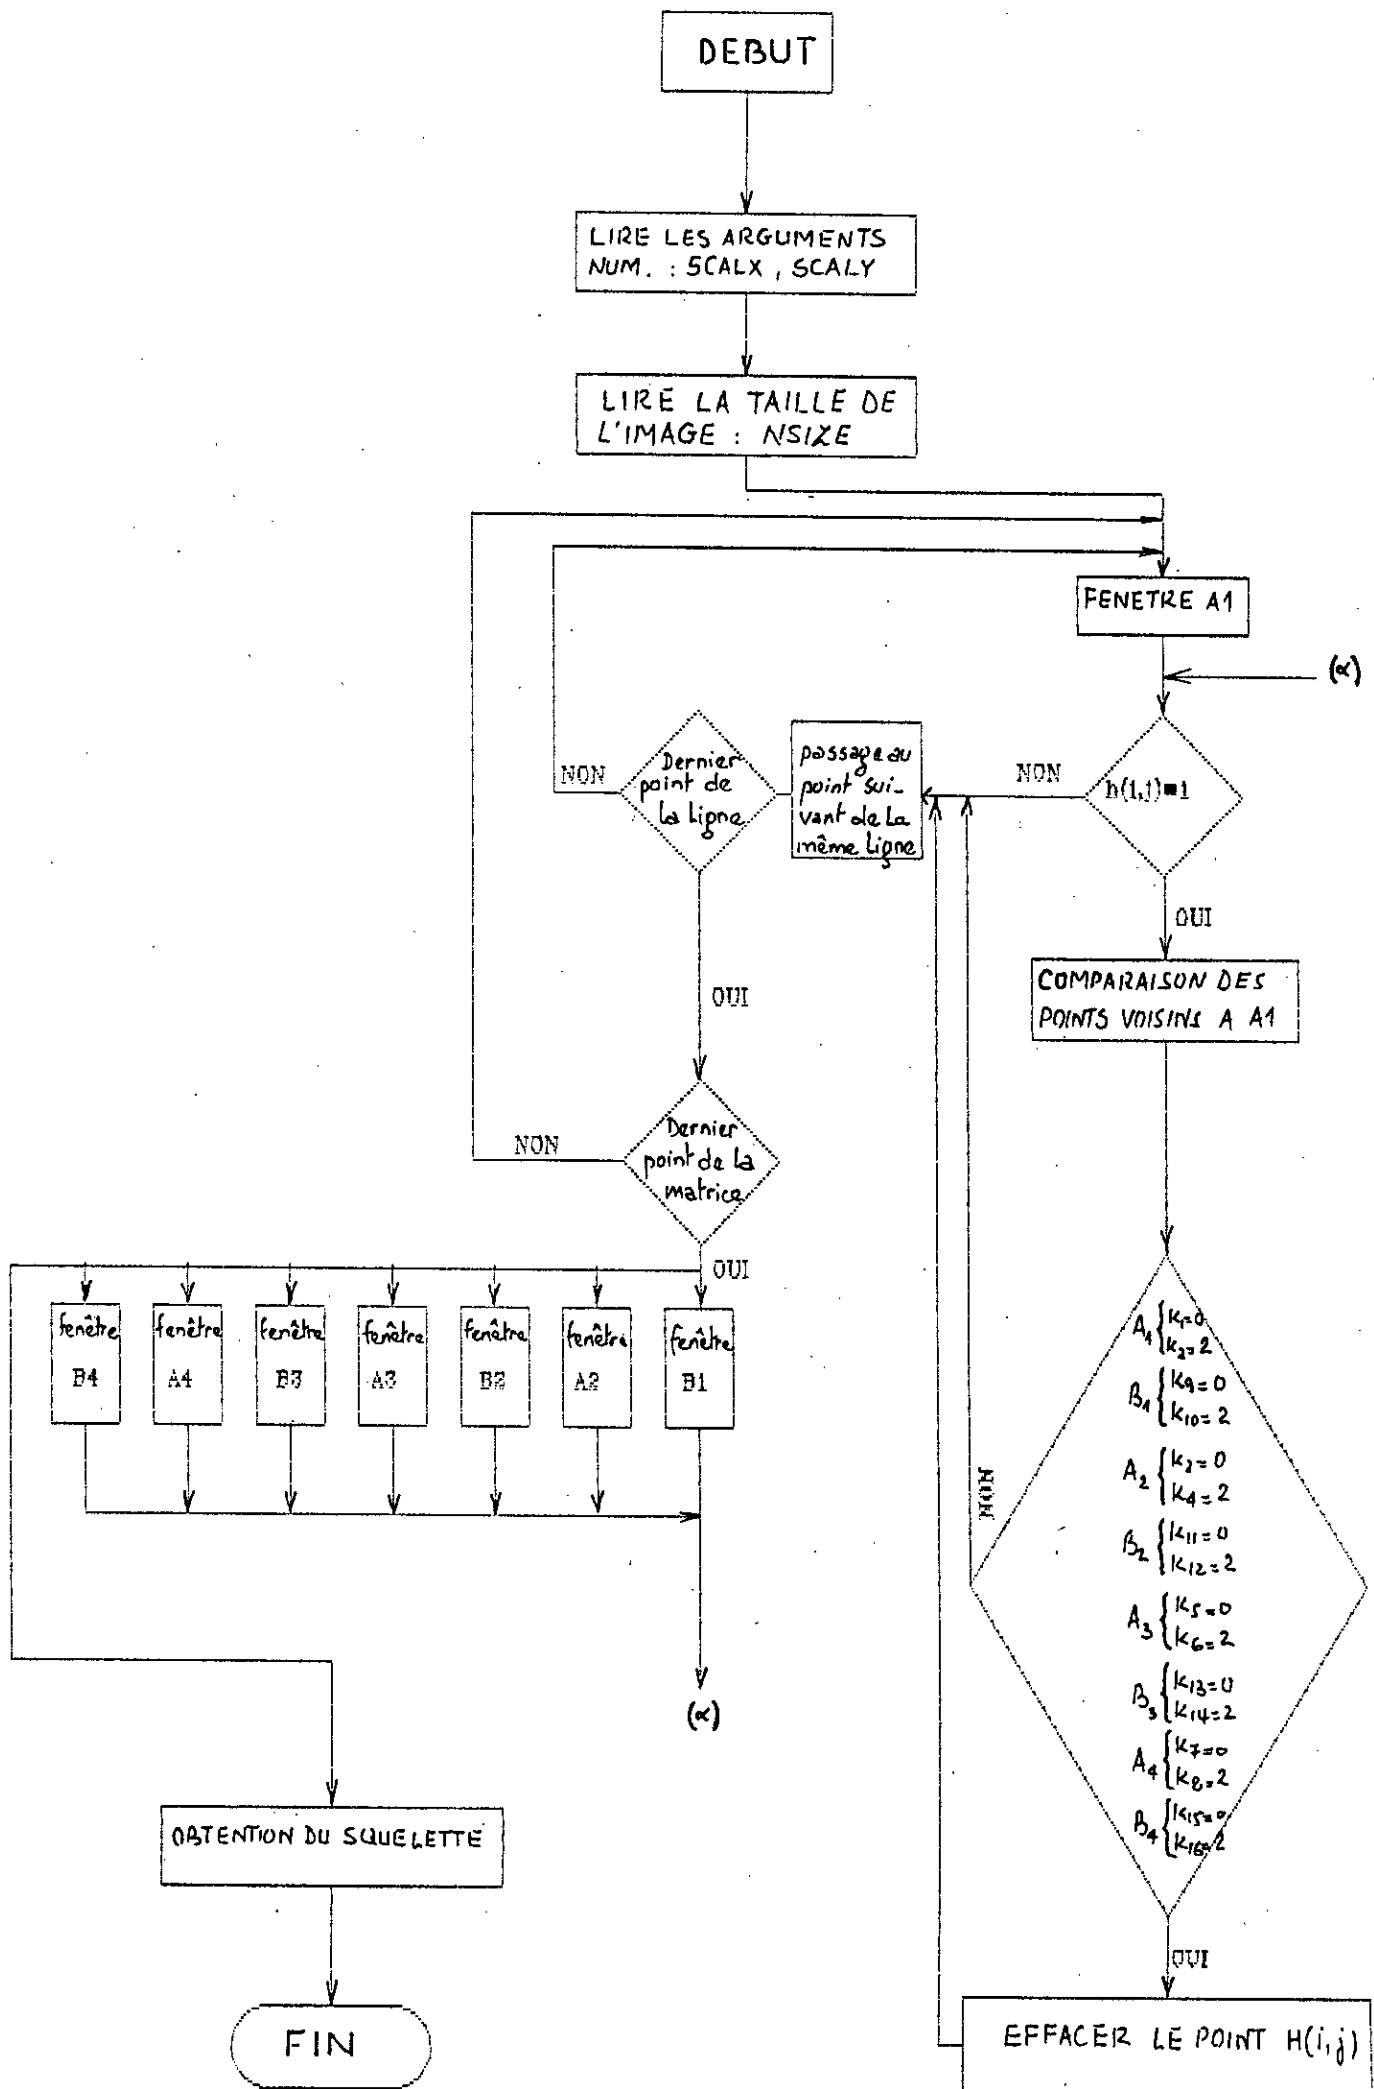 DEBUT
LIRE LES ARGUMENTS
NUM. : SCALX , SCALY
LIRE LA TAILLE DE
L'IMAGE : NSIZE
FENETRE A1
(α)
h(i,j)=1
NON
OUI
passage au
point sui-
vant de la
même ligne
Dernier
point de
la ligne
NON
OUI
COMPARAISON DES
POINTS VOISINS A A1
Dernier
point de la
matrice
NON
OUI
fenêtre
B4
fenêtre
A4
fenêtre
B3
fenêtre
A3
fenêtre
B2
fenêtre
A2
fenêtre
B1
(α)
A1 { K1=0
K2=2
B1 { K9=0
K10=2
A2 { K3=0
K4=2
B2 { K11=0
K12=2
A3 { K5=0
K6=2
B3 { K13=0
K14=2
A4 { K7=0
K8=2
B4 { K15=0
K16=2
NON
OUI
EFFACER LE POINT H(i,j)
OBTENTION DU SQUELETTE
FIN